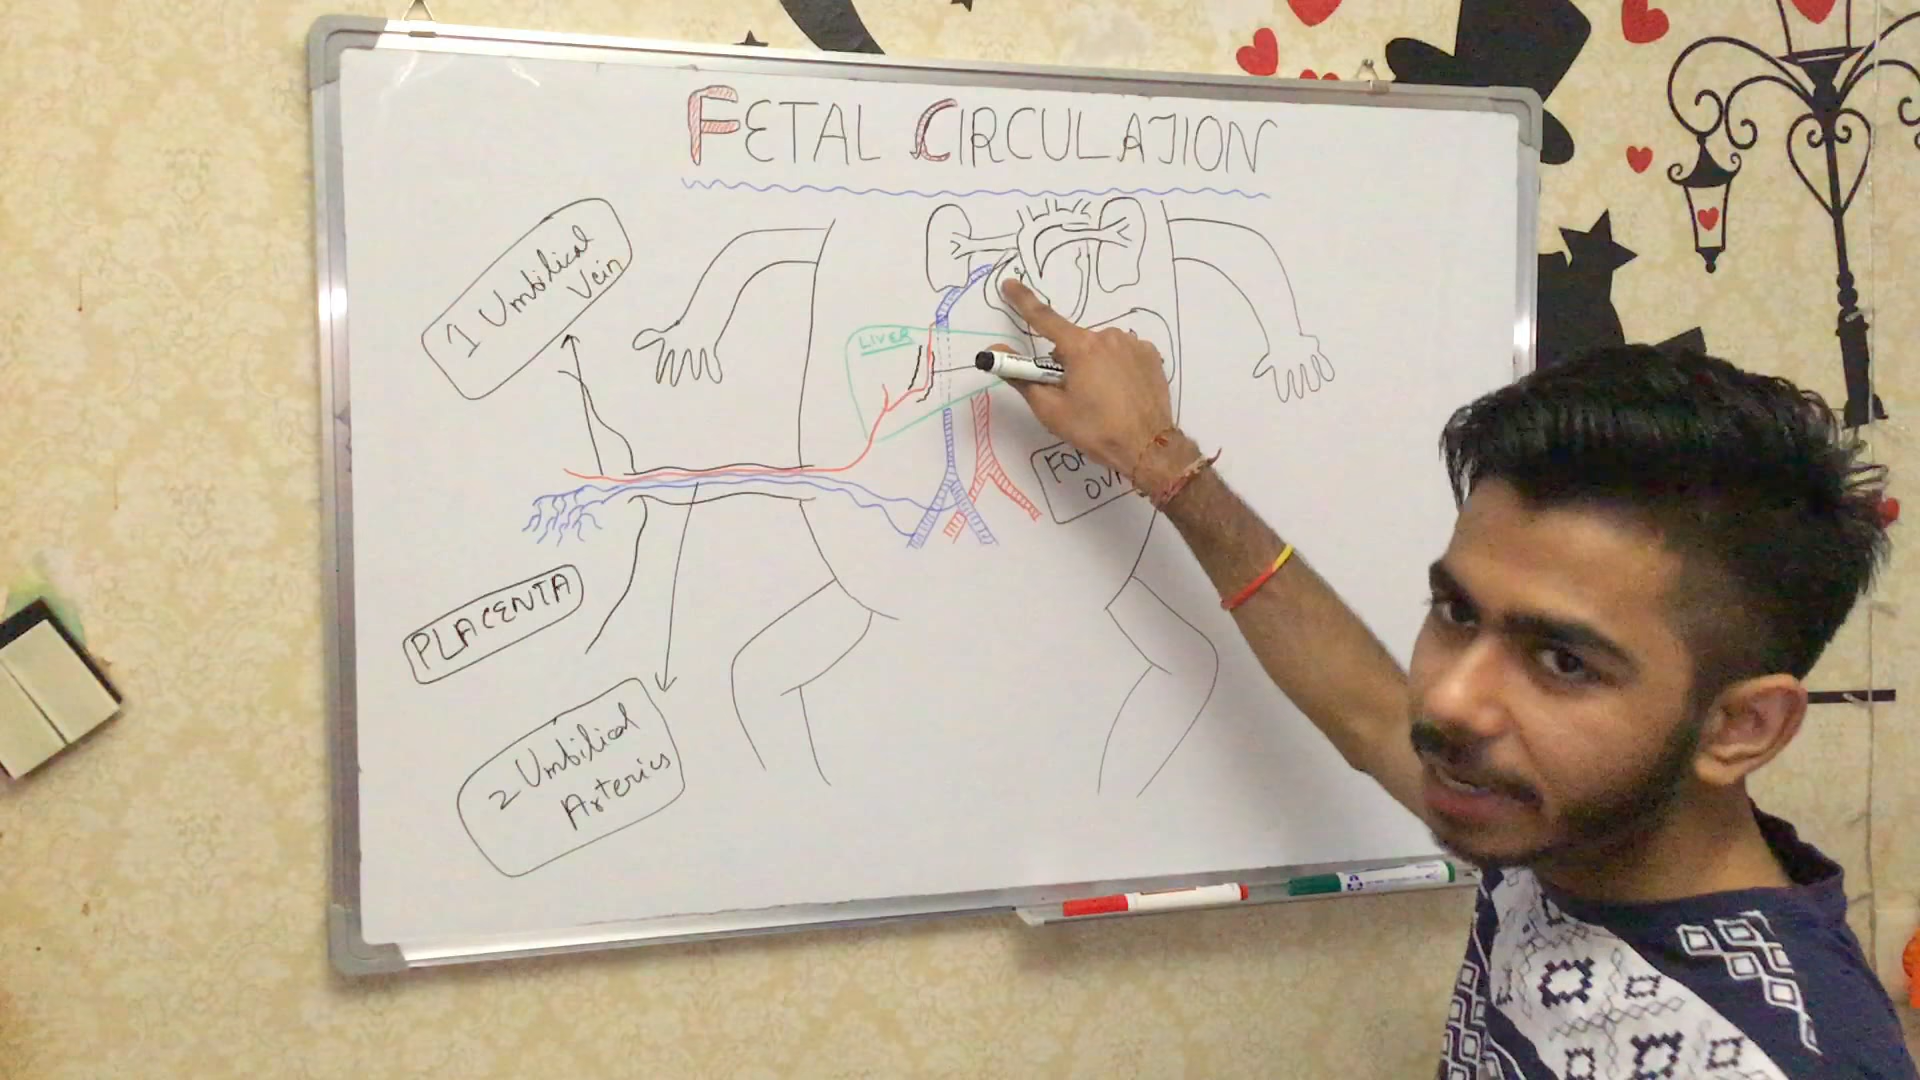 FETAL CIRCULATION
1 Umbilical
Vein
LIVER
PLACENTA
2 Umbilical
Arteries